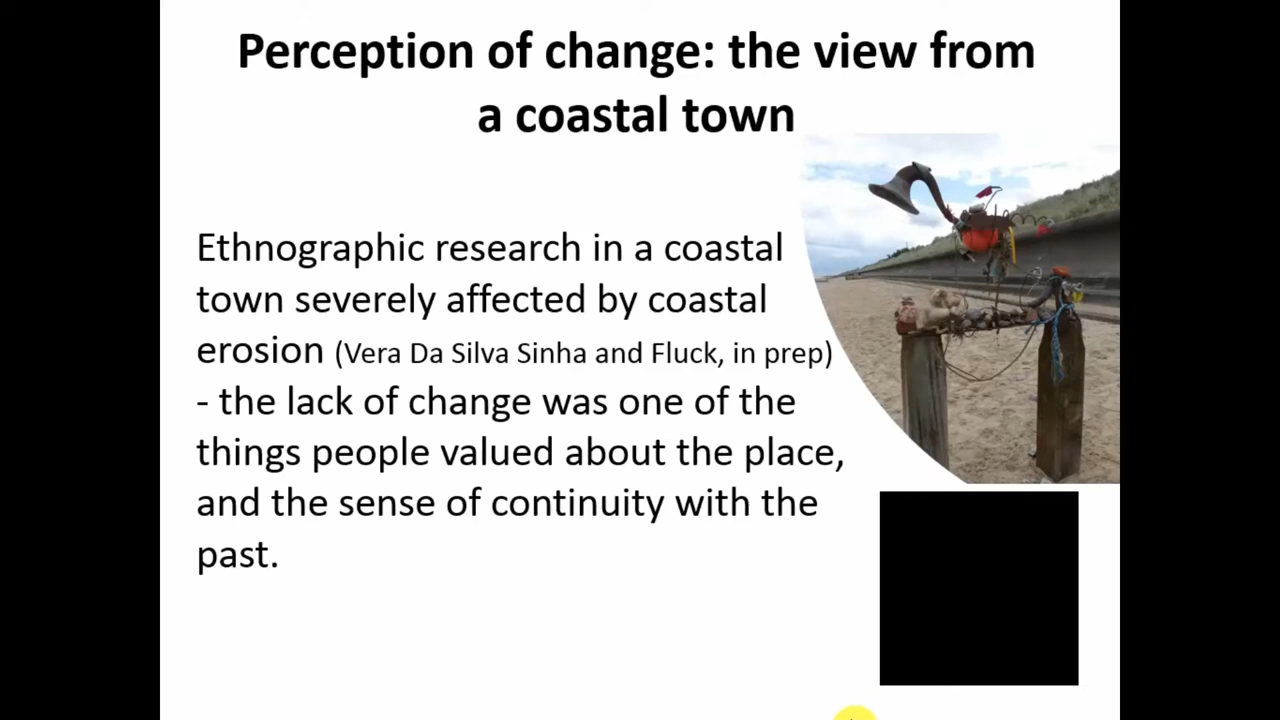 Perception of change: the view from
a coastal town
Ethnographic research in a coastal
town severely affected by coastal
erosion (Vera Da Silva Sinha and Fluck, in prep)
- the lack of change was one of the
things people valued about the place,
and the sense of continuity with the
past.